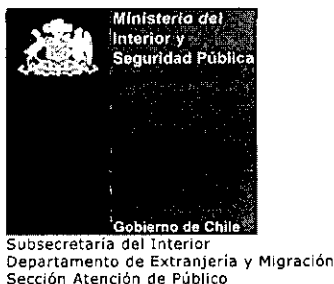 Ministerio del
Interior y
Seguridad Pública
Gobierno de Chile
Subsecretaría del Interior
Departamento de Extranjería y Migración
Sección Atención de Público